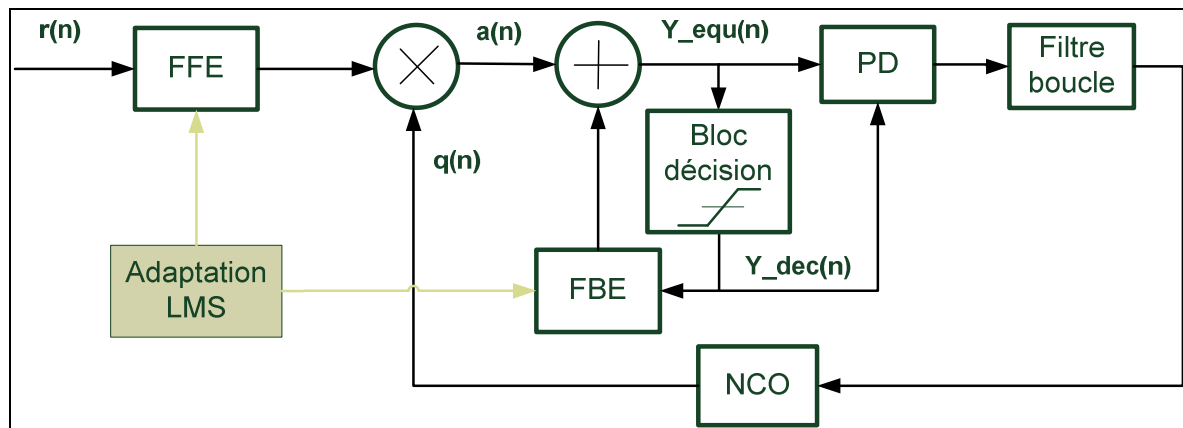 r(n)
FFE
a(n)
Y_equ(n)
PD
Filtre
boucle
q(n)
Bloc
décision
Adaptation
LMS
FBE
Y_dec(n)
NCO